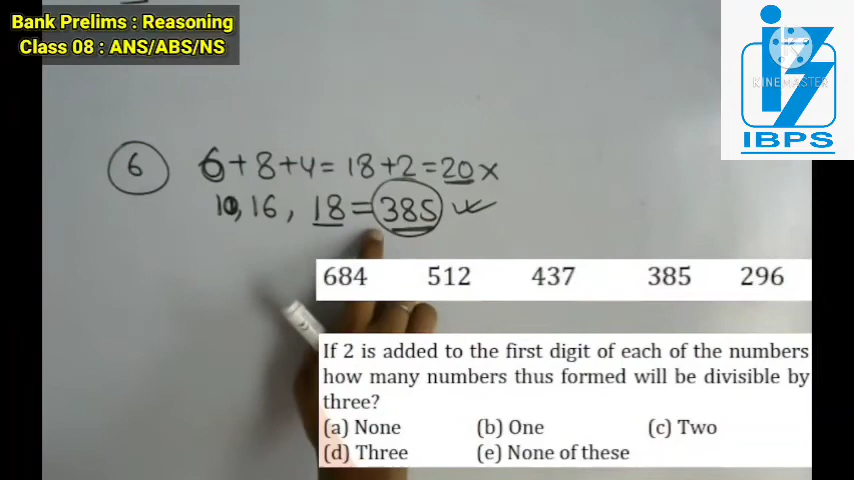 Bank Prelims : Reasoning
Class 08 : ANS/ABS/NS
KINEMASTER
IBPS
6 6+8+4=18+2=20x
10, 16, 18=385
684 512 437 385 296
If 2 is added to the first digit of each of the numbers
how many numbers thus formed will be divisible by
three?
(a) None (b) One (c) Two
(d) Three (e) None of these